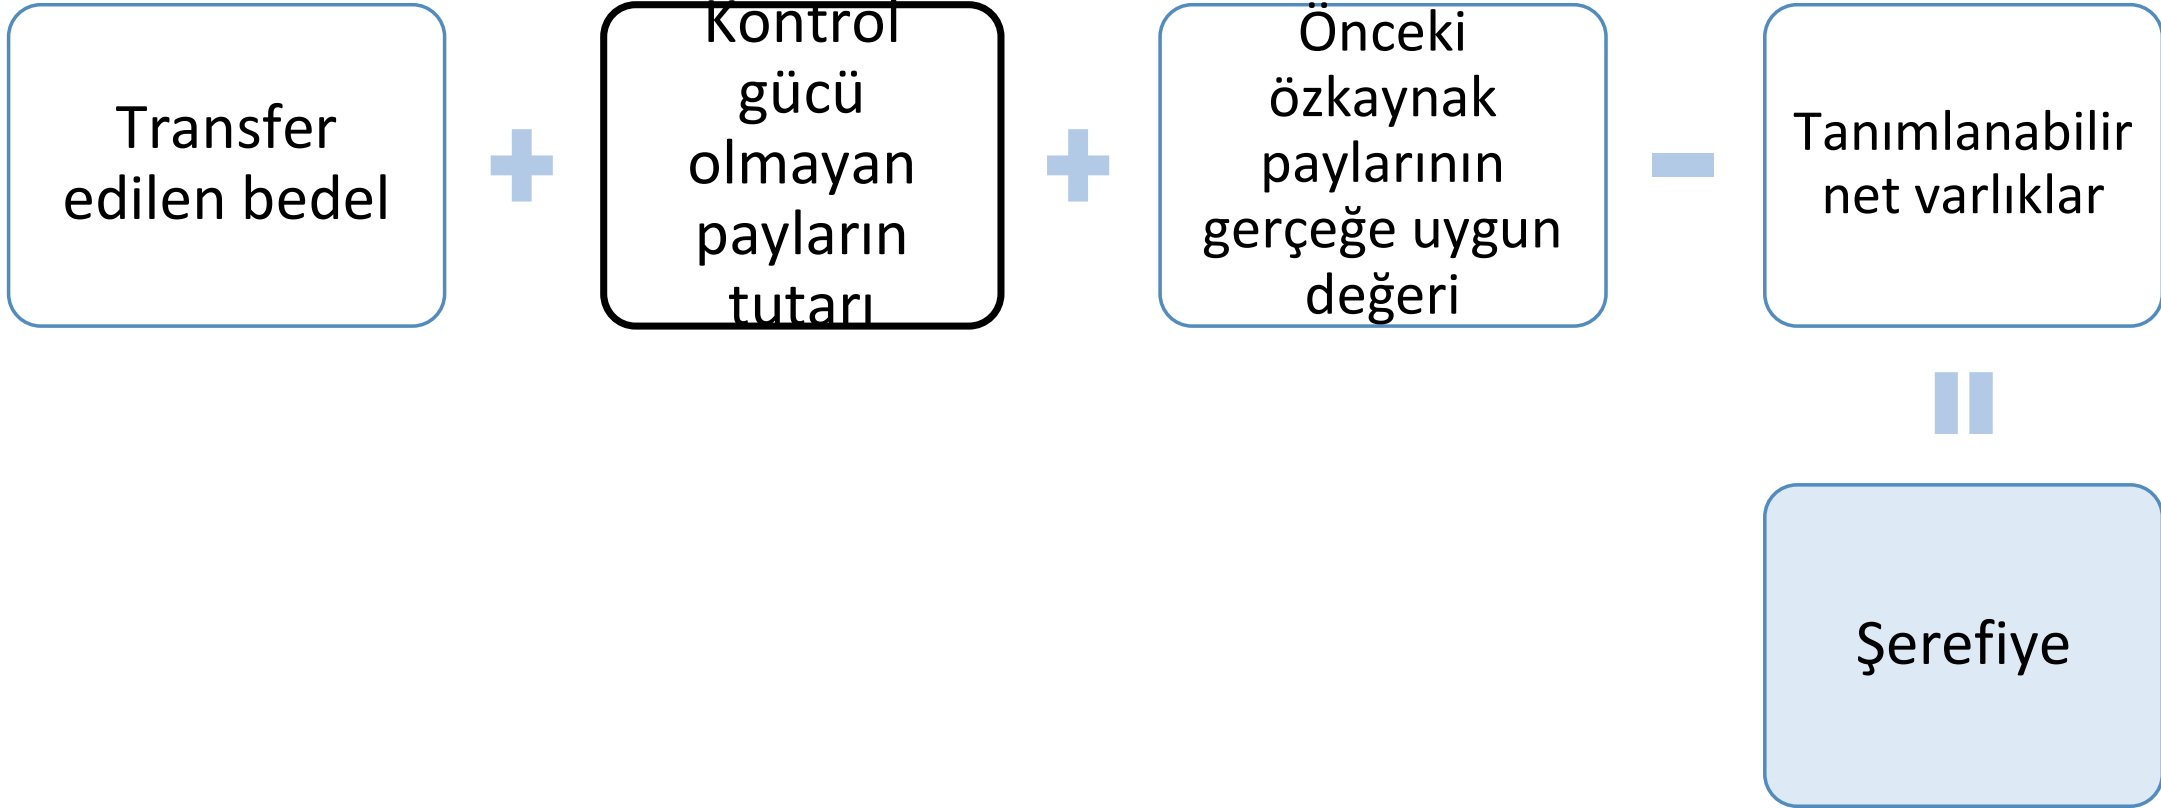 Transfer
edilen bedel
Kontrol
gücü
olmayan
payların
tutarı
Önceki
özkaynak
paylarının
gerçeğe uygun
değeri
Tanımlanabilir
net varlıklar
Şerefiye